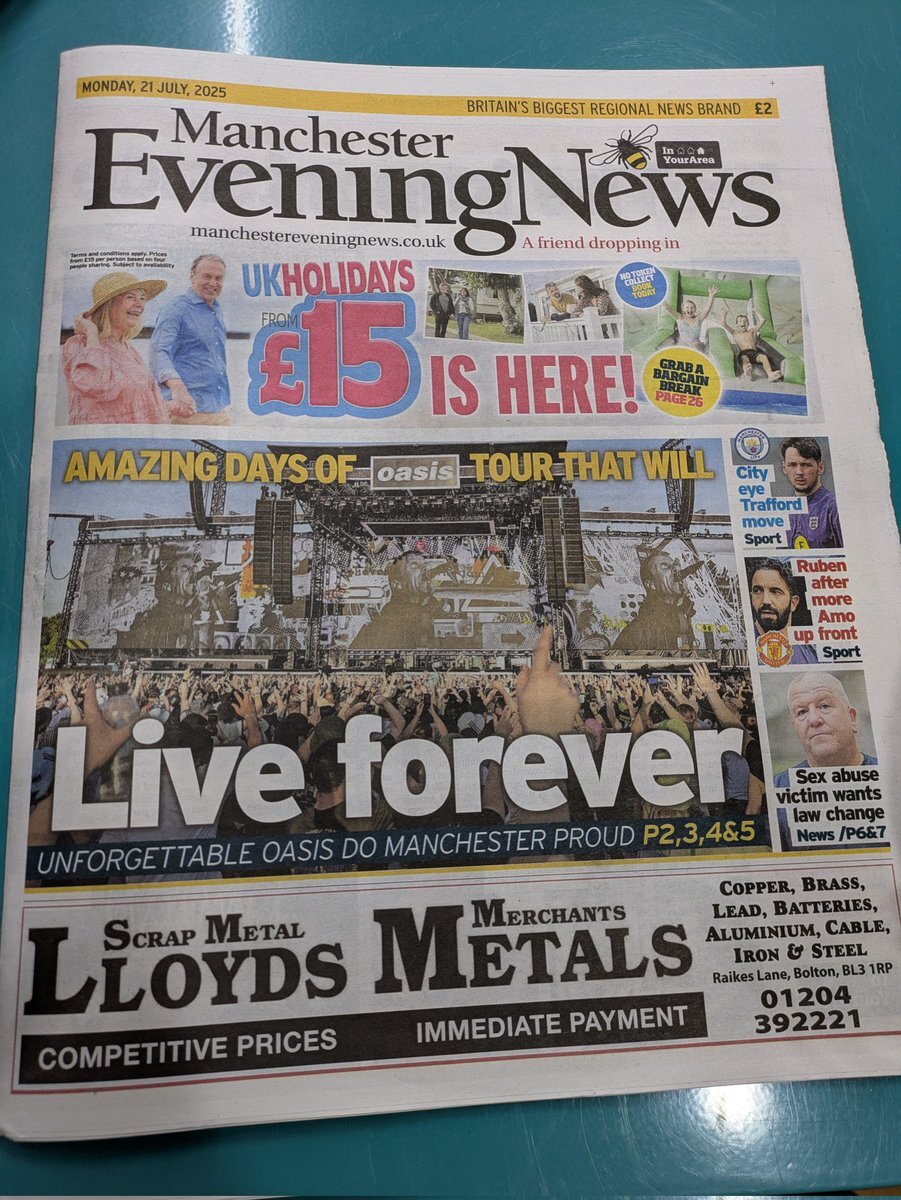 MONDAY, 21 JULY, 2025
BRITAIN'S BIGGEST REGIONAL NEWS BRAND £2
Manchester
Evening News
In
YourArea
manchestereveningnews.co.uk
A friend dropping in
Terms and conditions apply. Prices
from £15 per person based on four
people sharing. Subject to availability
UKHOLIDAYS
FROM
£15
IS HERE!
NO TOKEN
COLLECT
BOOK
TODAY
GRAB A
BARGAIN
BREAK
PAGE 26
AMAZING DAYS OF oasis TOUR THAT WILL
Live forever
UNFORGETTABLE OASIS DO MANCHESTER PROUD P2,3,4&5
City
eye
Trafford
move
Sport
Ruben
after
more
Amo
up front
Sport
Sex abuse
victim wants
law change
News /P6&7
SCRAP METAL MERCHANTS
LLOYDS METALS
COMPETITIVE PRICES IMMEDIATE PAYMENT
COPPER, BRASS,
LEAD, BATTERIES,
ALUMINIUM, CABLE,
IRON & STEEL
Raikes Lane, Bolton, BL3 1RP
01204
392221